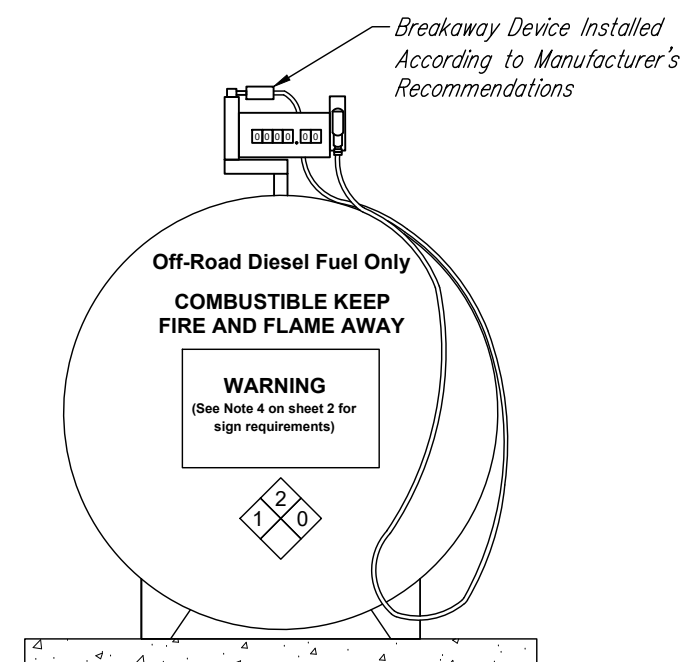 Breakaway Device Installed
According to Manufacturer's
Recommendations
0000.00
Off-Road Diesel Fuel Only
COMBUSTIBLE KEEP
FIRE AND FLAME AWAY
WARNING
(See Note 4 on sheet 2 for
sign requirements)
2
1 0